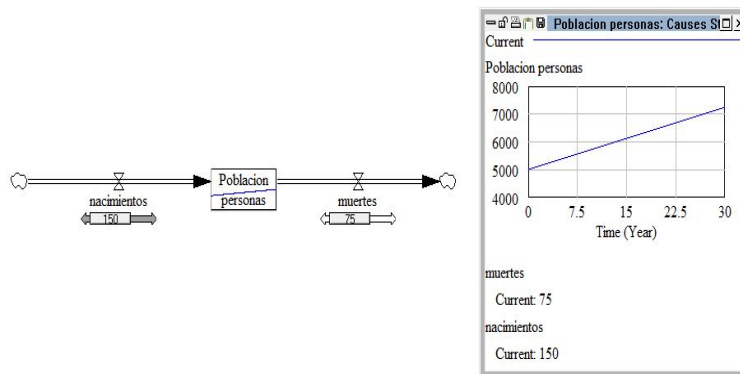 Poblacion personas: Causes St
Current
Poblacion personas
8000
7000
6000
5000
4000
0 7.5 15 22.5 30
Time (Year)
muertes
Current: 75
nacimientos
Current: 150
nacimientos
150
Poblacion
personas
muertes
75